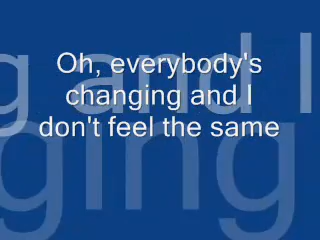 Oh, everybody's
changing and I
don't feel the same